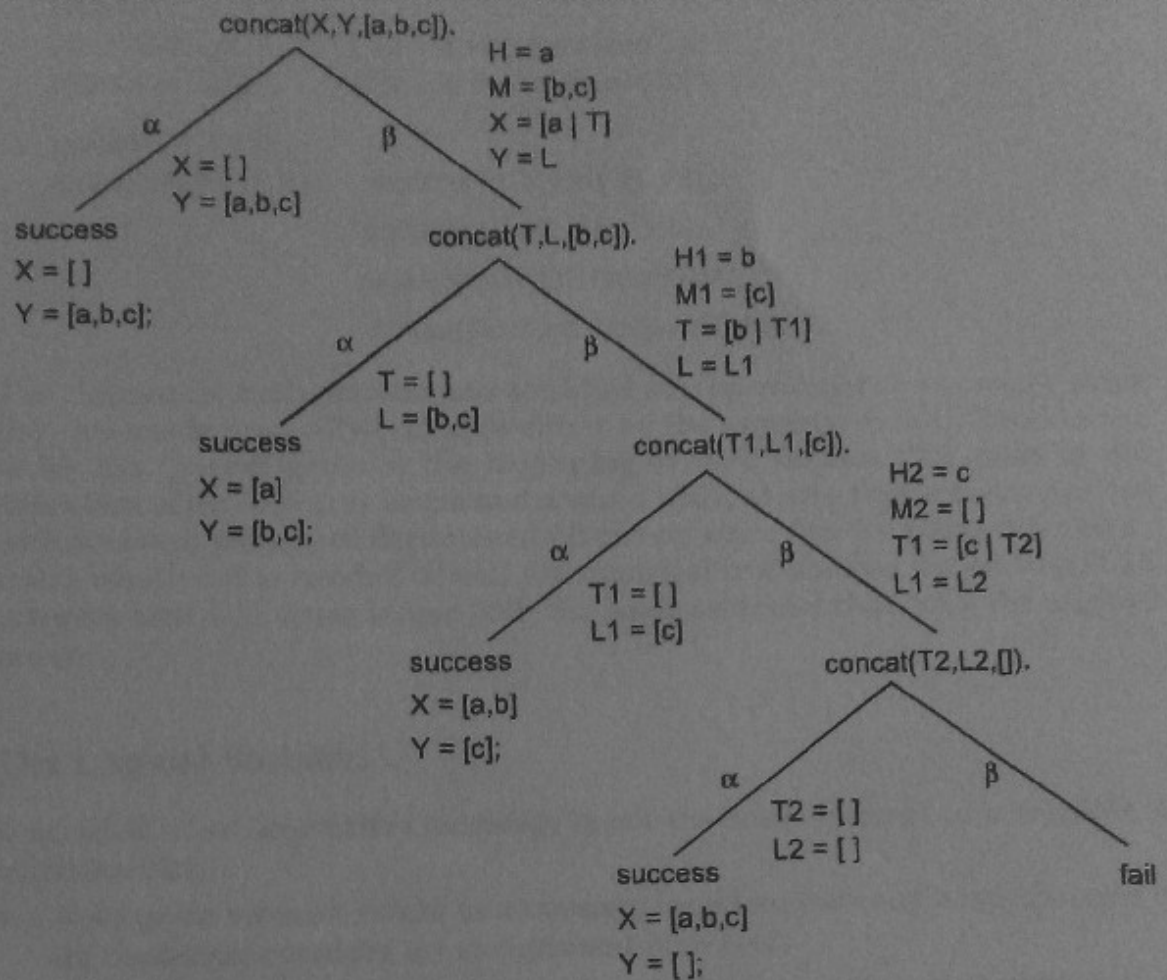 concat(X,Y,[a,b,c]).
H = a
M = [b,c]
X = [a | T]
Y = L
α
β
X = [ ]
Y = [a,b,c]
success
X = [ ]
Y = [a,b,c];
concat(T,L,[b,c]).
H1 = b
M1 = [c]
T = [b | T1]
L = L1
α
β
T = [ ]
L = [b,c]
success
X = [a]
Y = [b,c];
concat(T1,L1,[c]).
H2 = c
M2 = [ ]
T1 = [c | T2]
L1 = L2
α
β
T1 = [ ]
L1 = [c]
success
X = [a,b]
Y = [c];
concat(T2,L2,[]).
α
β
T2 = [ ]
L2 = [ ]
success
X = [a,b,c]
Y = [ ];
fail